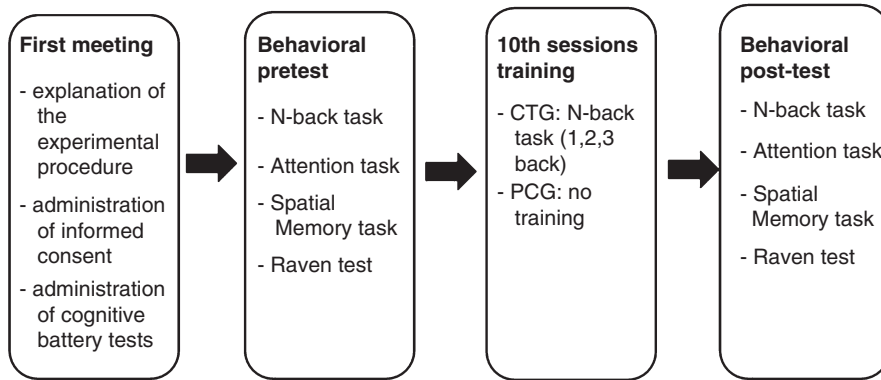 First meeting
- explanation of
the
experimental
procedure
- administration
of informed
consent
- administration
of cognitive
battery tests
Behavioral
pretest
- N-back task
- Attention task
- Spatial
Memory task
- Raven test
10th sessions
training
- CTG: N-back
task (1,2,3
back)
- PCG: no
training
Behavioral
post-test
- N-back task
- Attention task
- Spatial
Memory task
- Raven test